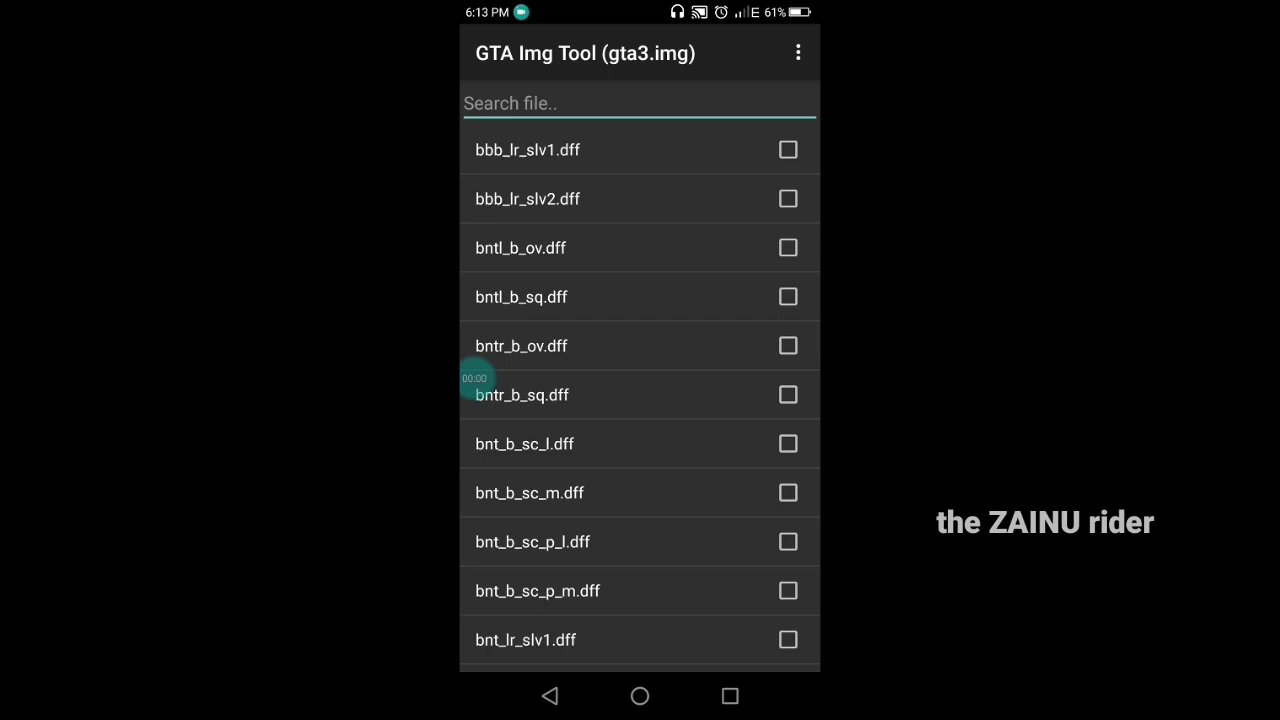 6:13 PM E 61%
GTA Img Tool (gta3.img)
Search file..
bbb_lr_slv1.dff
bbb_lr_slv2.dff
bntl_b_ov.dff
bntl_b_sq.dff
bntr_b_ov.dff
00:00
bntr_b_sq.dff
bnt_b_sc_l.dff
bnt_b_sc_m.dff
the ZAINU rider
bnt_b_sc_p_l.dff
bnt_b_sc_p_m.dff
bnt_lr_slv1.dff